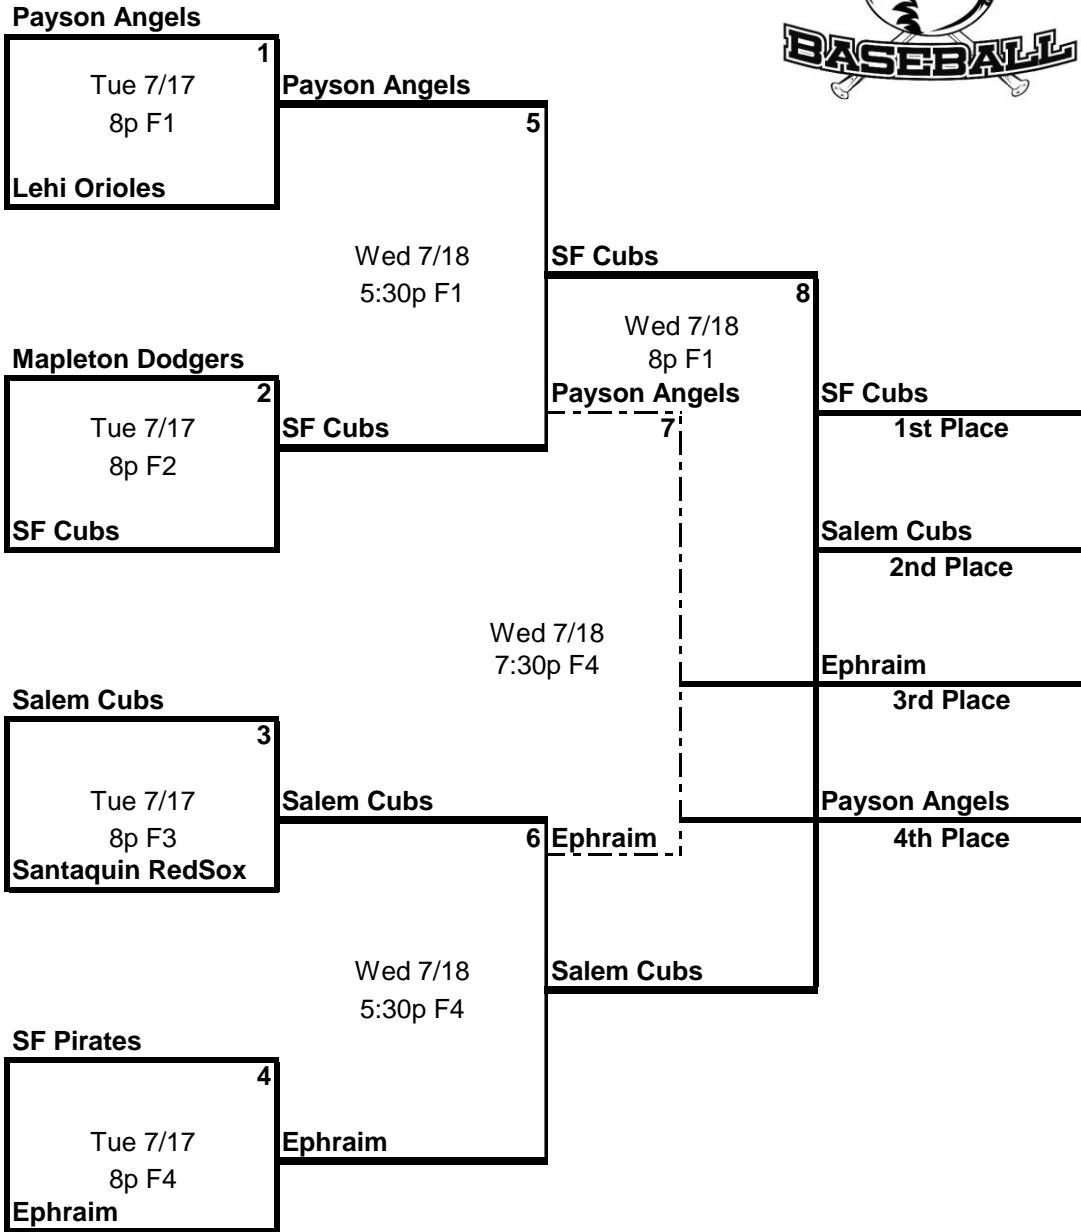 Payson Angels
BASEBALL
1
Tue 7/17
Payson Angels
8p F1
5
Lehi Orioles
Wed 7/18
SF Cubs
5:30p F1
8
Wed 7/18
Mapleton Dodgers
8p F1
2
Payson Angels
SF Cubs
Tue 7/17
SF Cubs
7
1st Place
8p F2
SF Cubs
Salem Cubs
2nd Place
Wed 7/18
7:30p F4
Ephraim
Salem Cubs
3rd Place
3
Tue 7/17
Salem Cubs
Payson Angels
8p F3
6
Ephraim
4th Place
Santaquin RedSox
Wed 7/18
Salem Cubs
5:30p F4
SF Pirates
4
Tue 7/17
Ephraim
8p F4
Ephraim